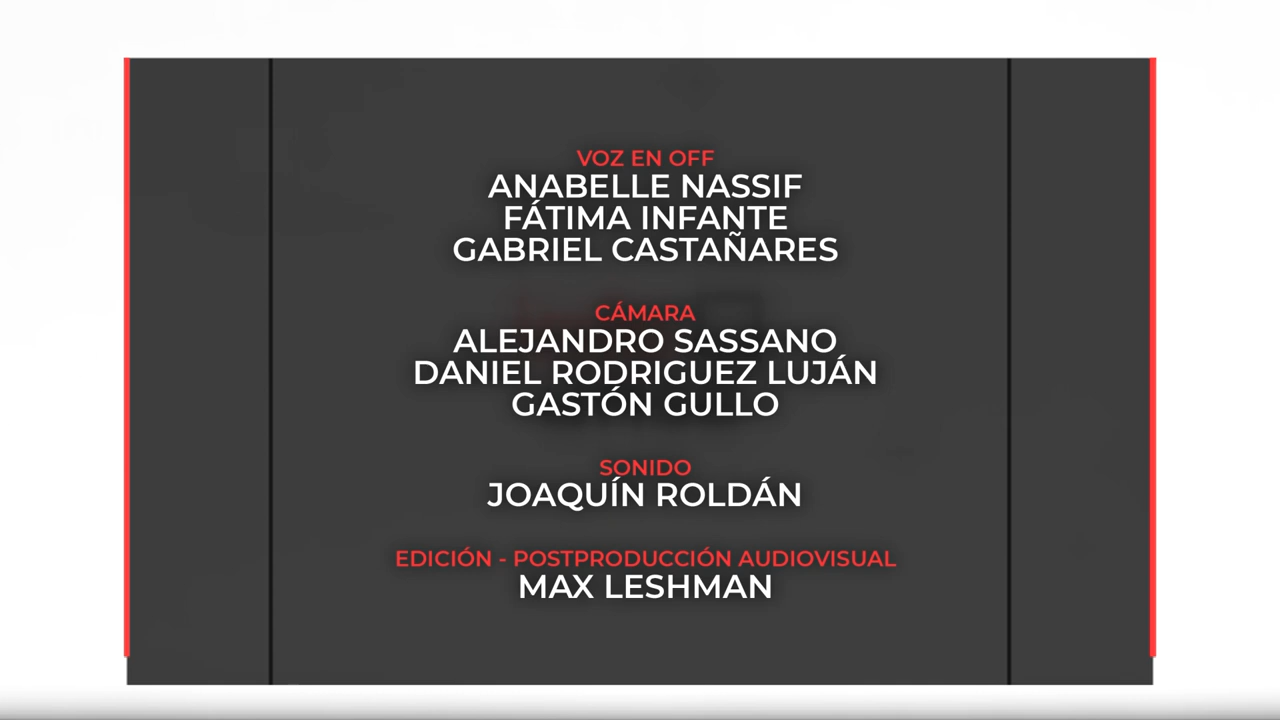 VOZ EN OFF
ANABELLE NASSIF
FÁTIMA INFANTE
GABRIEL CASTAÑARES
CÁMARA
ALEJANDRO SASSANO
DANIEL RODRIGUEZ LUJÁN
GASTÓN GULLO
SONIDO
JOAQUÍN ROLDÁN
EDICIÓN - POSTPRODUCCIÓN AUDIOVISUAL
MAX LESHMAN